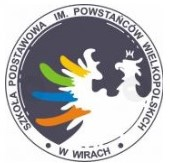 SZKOŁA PODSTAWOWA IM. POWSTAŃCÓW WIELKOPOLSKICH
• W WIRACH •